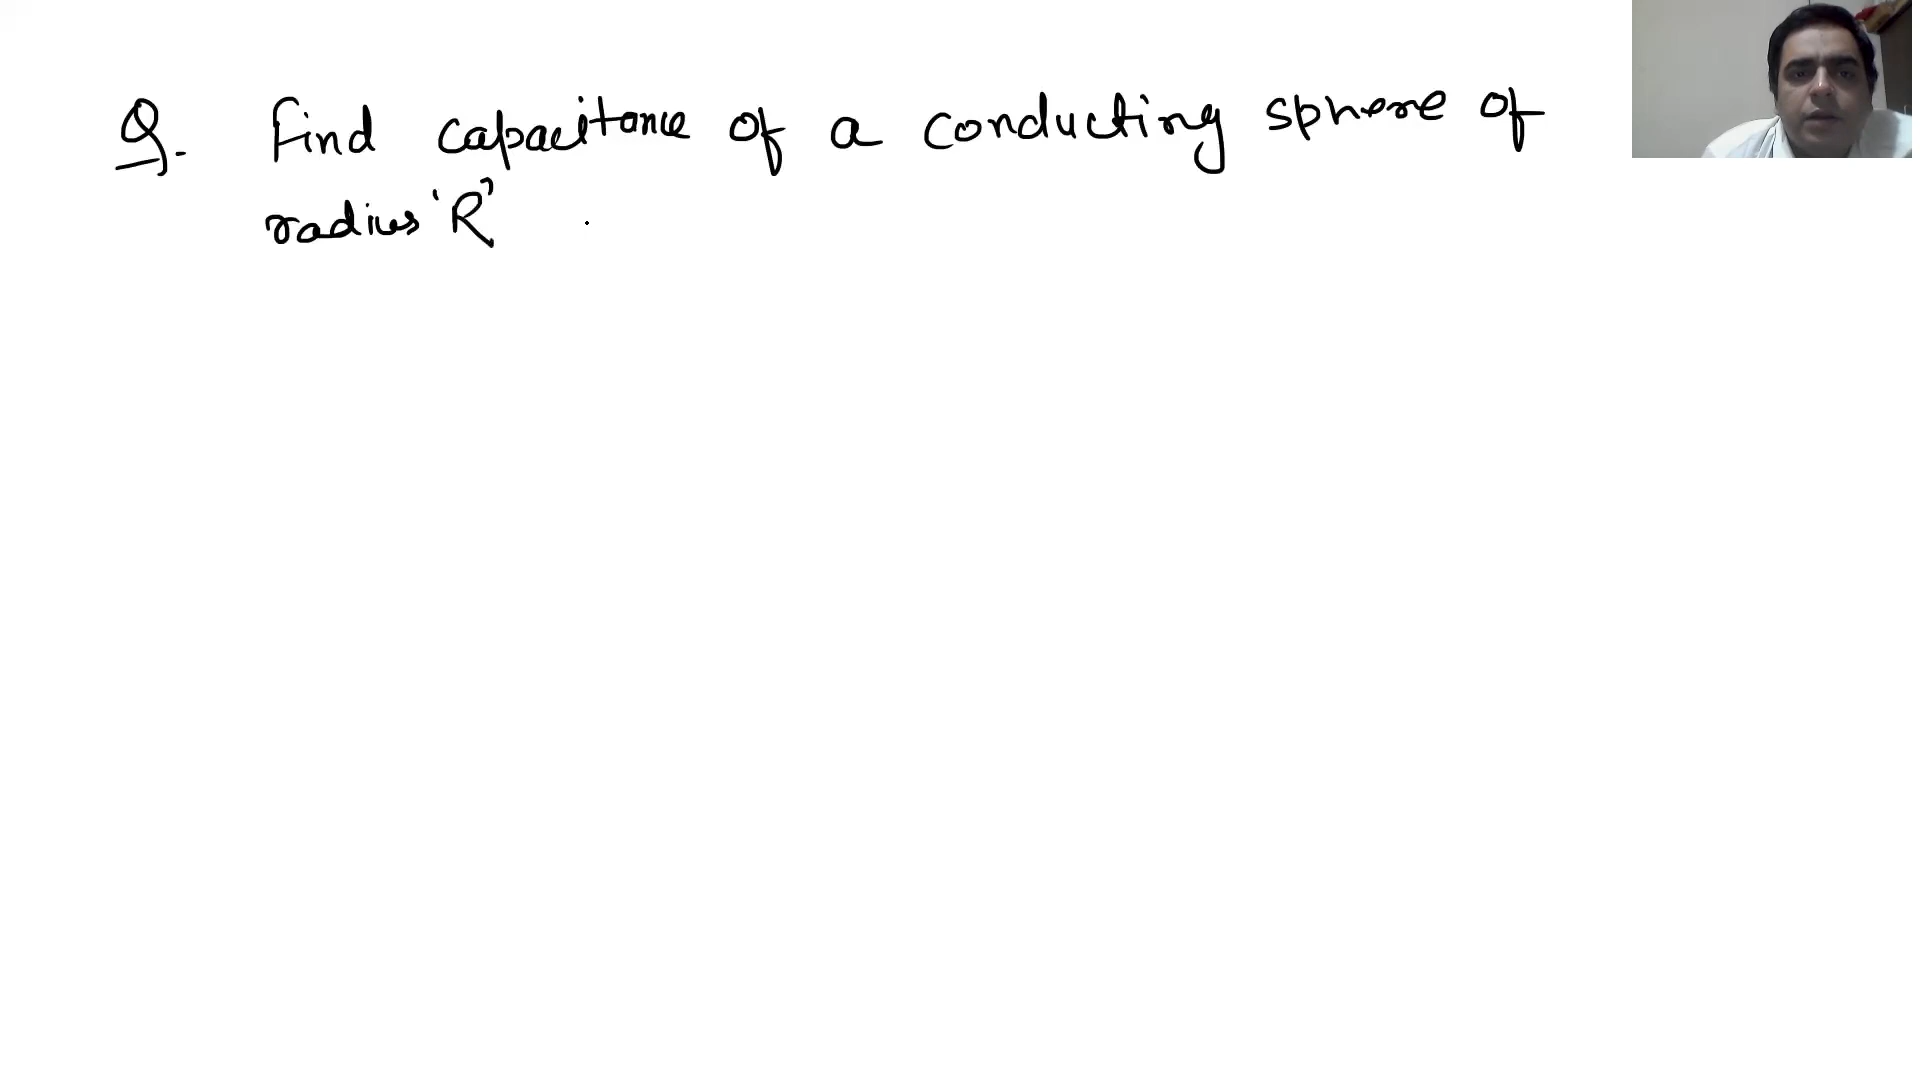 Q. Find capacitance of a conducting sphere of
radius 'R'